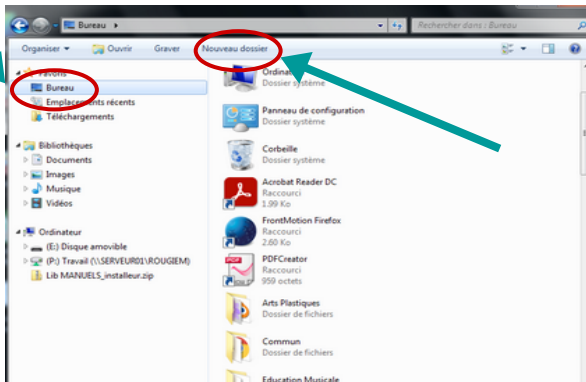 Bureau
Rechercher dans : Bureau
Organiser
Ouvrir
Graver
Nouveau dossier
Favoris
Bureau
Emplacements récents
Téléchargements
Bibliothèques
Documents
Images
Musique
Vidéos
Ordinateur
(E:) Disque amovible
(P:) Travail (\\SERVEUR01\ROUGIEM)
Lib MANUELS_installeur.zip
Ordinat
Dossier système
Panneau de configuration
Dossier système
Corbeille
Dossier système
Acrobat Reader DC
Raccourci
1.99 Ko
FrontMotion Firefox
Raccourci
2.60 Ko
PDF
PDFCreator
Raccourci
959 octets
Arts Plastiques
Dossier de fichiers
Commun
Dossier de fichiers
Education Musicale